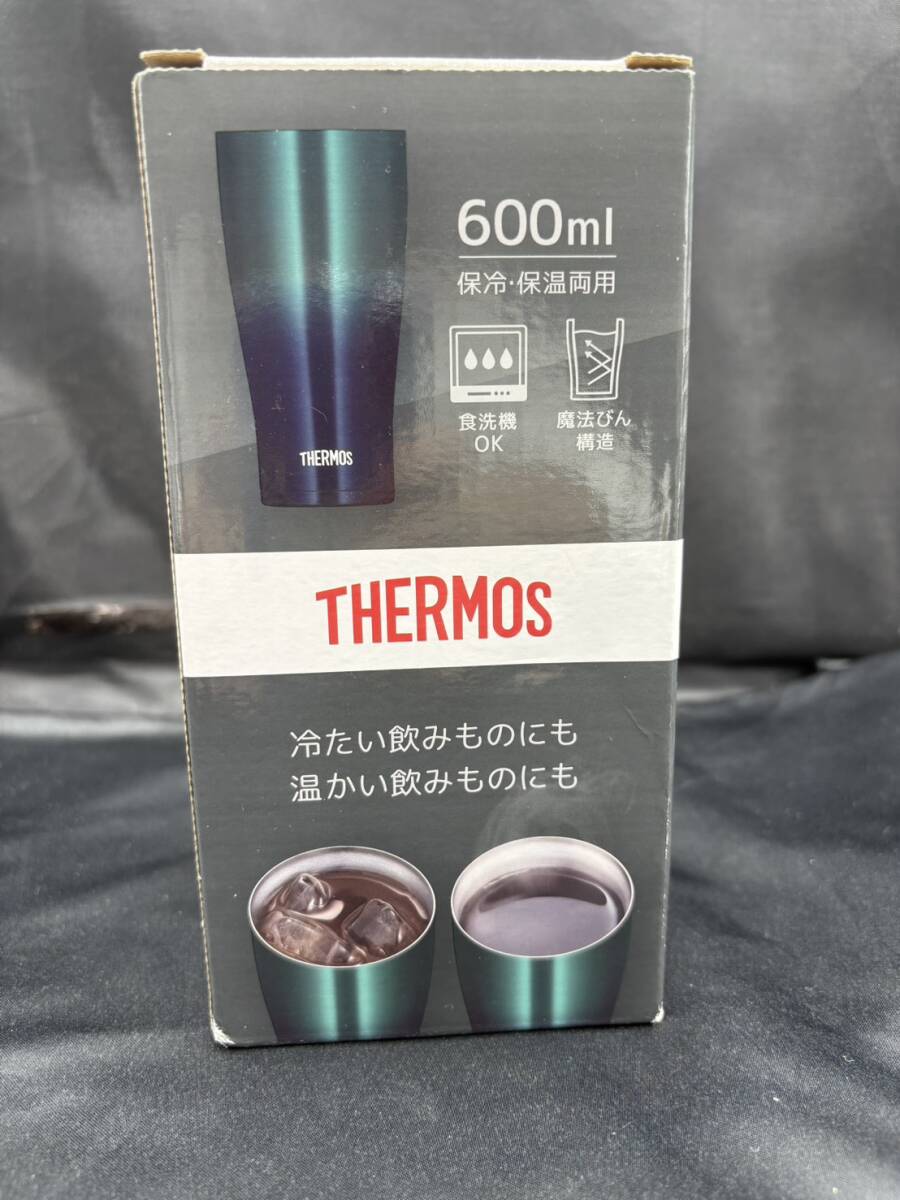 600ml
保冷·保温両用
食洗機
OK
魔法びん
構造
THERMOS
THERMOS
冷たい飲みものにも
温かい飲みものにも